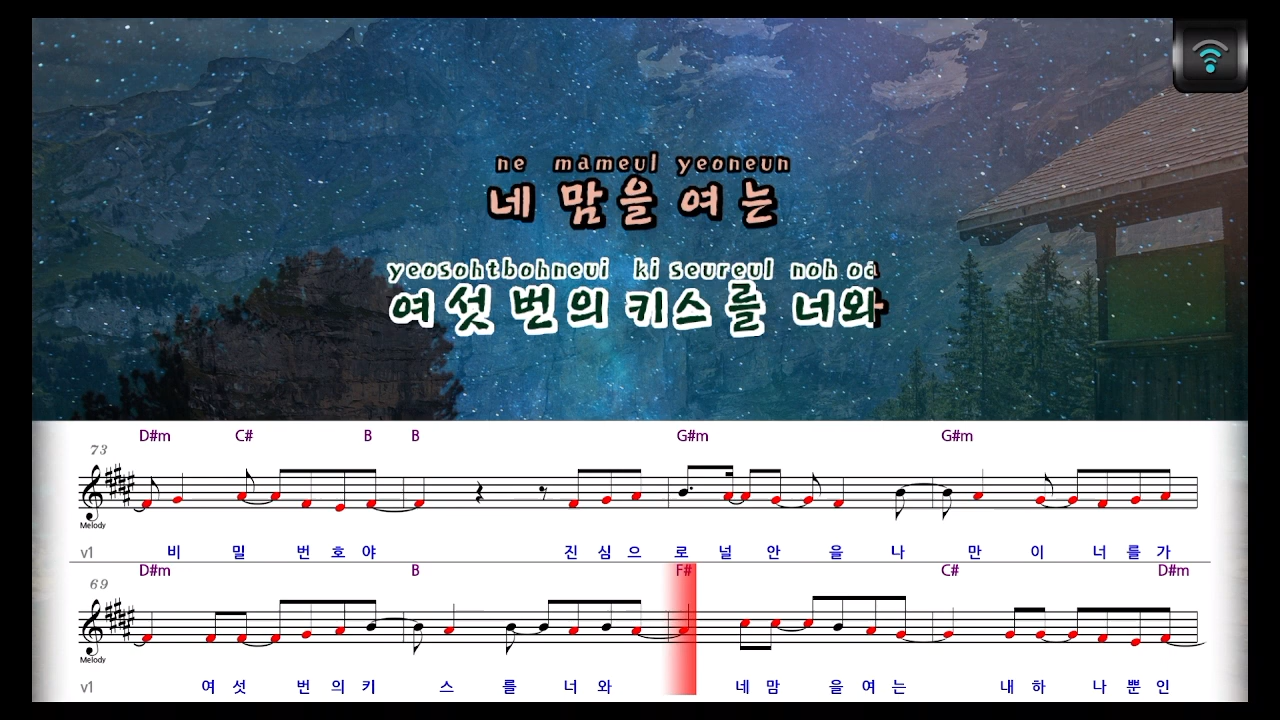 ne mameul yeoneun
네 맘을 여는
yeosohtbohneui ki seureul noh oa
여섯 번의 키스를 너와
D#m C# B B G#m G#m
73
Melody
v1 비 밀 번 호 야 진 심 으 로 널 안 을 나 만 이 너 를 가
D#m B F# C# D#m
69
Melody
v1 여 섯 번 의 키 스 를 너 와 네 맘 을 여 는 내 하 나 뿐 인